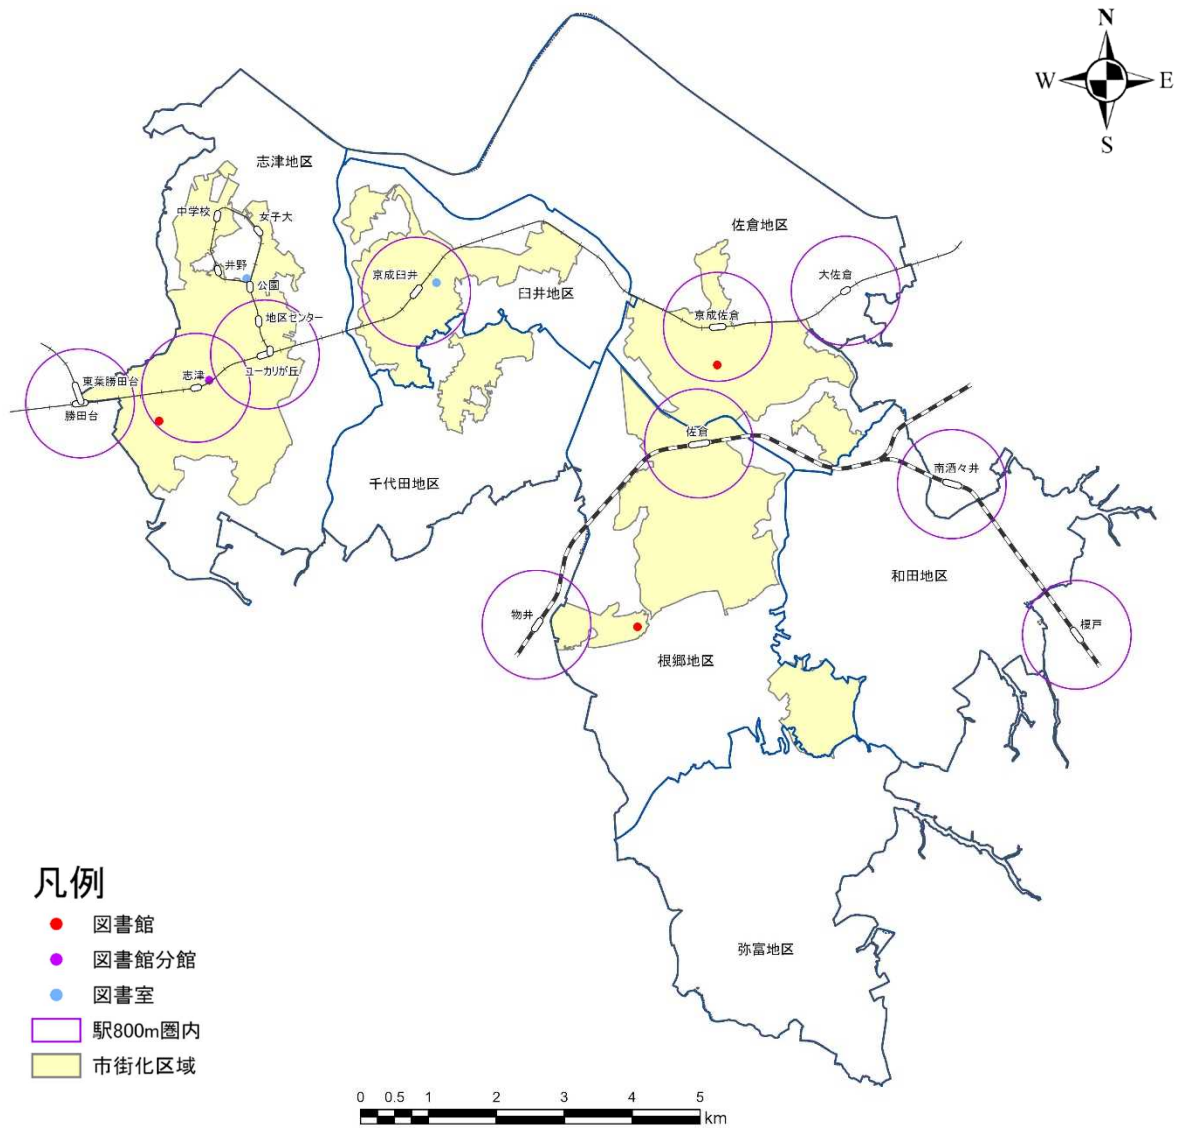 N
W
E
S
志津地区
中学校
女子大
井野
公園
地区センター
ユーカリが丘
志津
東葉勝田台
勝田台
京成臼井
臼井地区
千代田地区
佐倉地区
大佐倉
京成佐倉
佐倉
南酒々井
和田地区
榎戸
物井
根郷地区
弥富地区
凡例
図書館
図書館分館
図書室
駅800m圏内
市街化区域
0 0.5 1 2 3 4 5
km